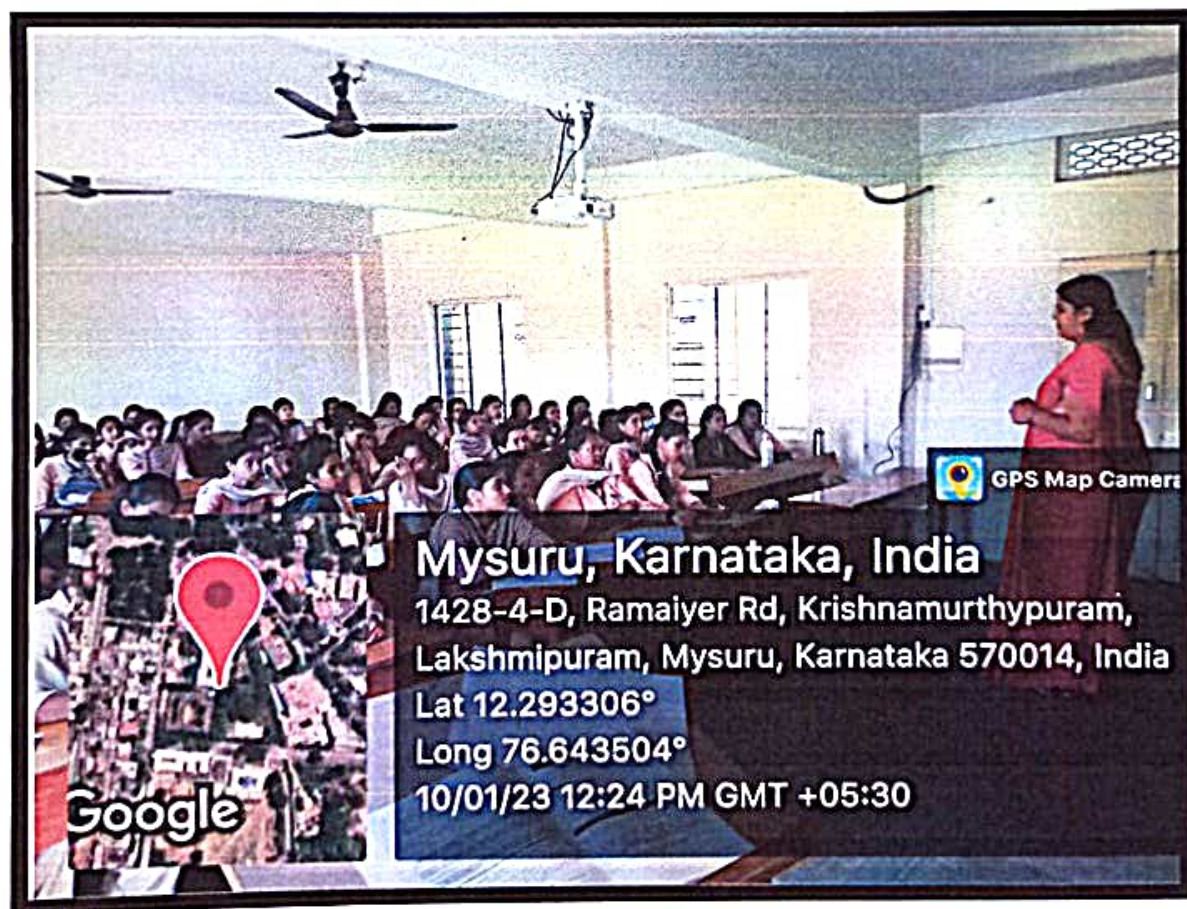 GPS Map Camera
Mysuru, Karnataka, India
1428-4-D, Ramaiyer Rd, Krishnamurthypuram,
Lakshmipuram, Mysuru, Karnataka 570014, India
Lat 12.293306°
Long 76.643504°
10/01/23 12:24 PM GMT +05:30
Google